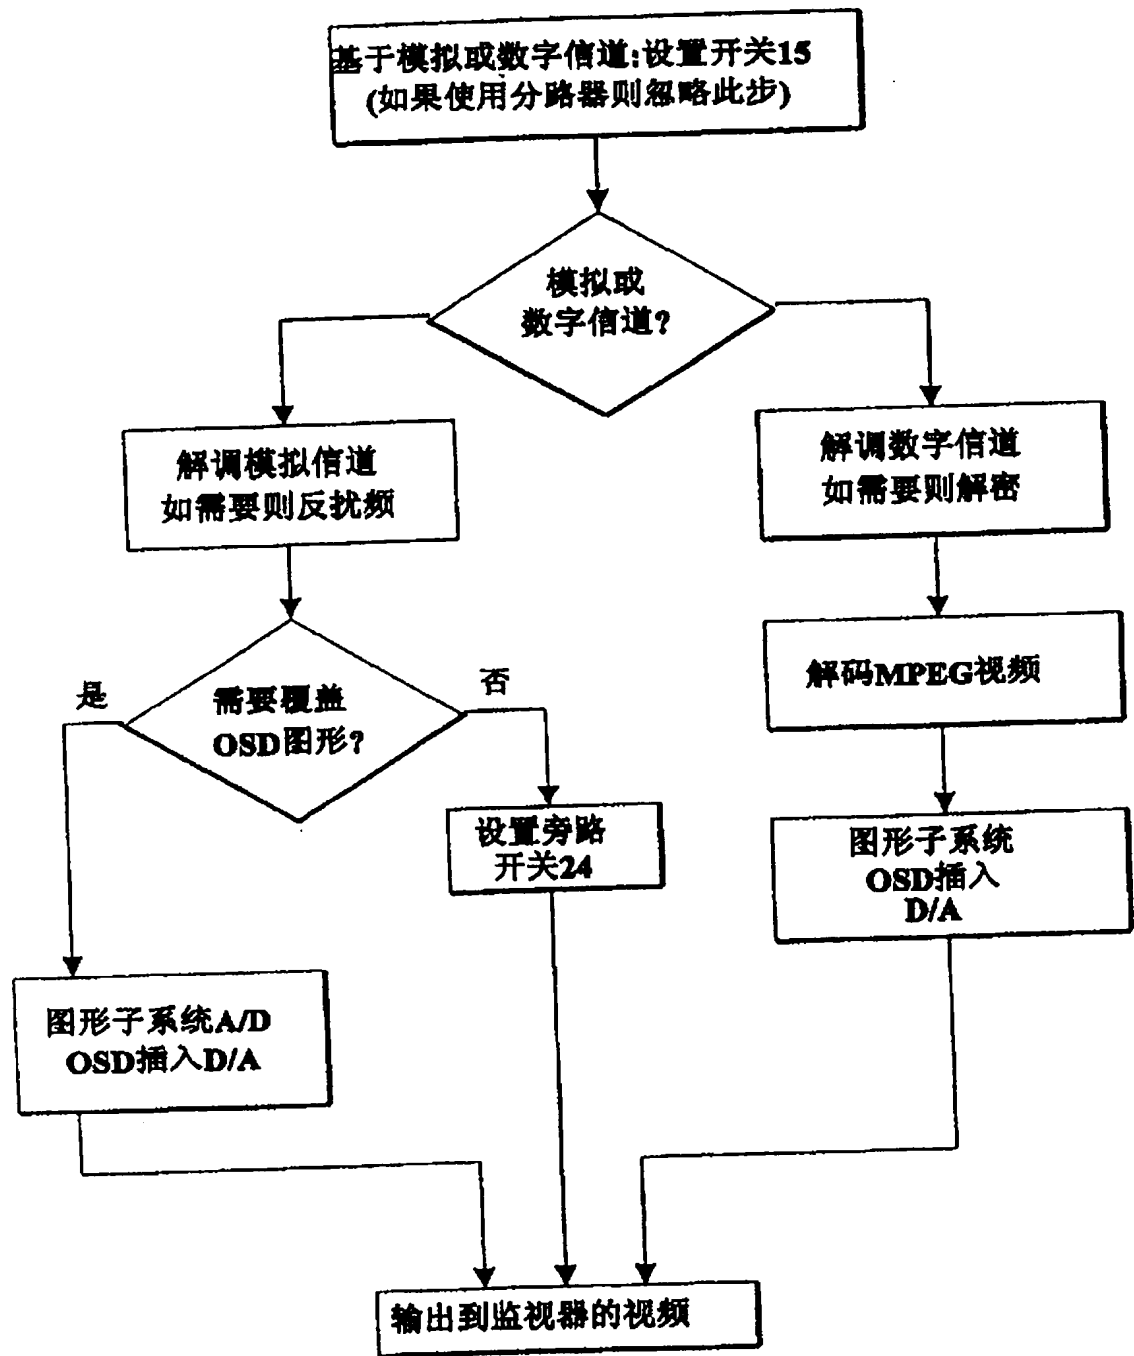 基于模拟或数字信道:设置开关15
(如果使用分路器则忽略此步)
模拟或
数字信道?
解调模拟信道
如需要则反扰频
解调数字信道
如需要则解密
需要覆盖
OSD图形?
是
否
解码MPEG视频
设置旁路
开关24
图形子系统
OSD插入
D/A
图形子系统A/D
OSD插入D/A
输出到监视器的视频